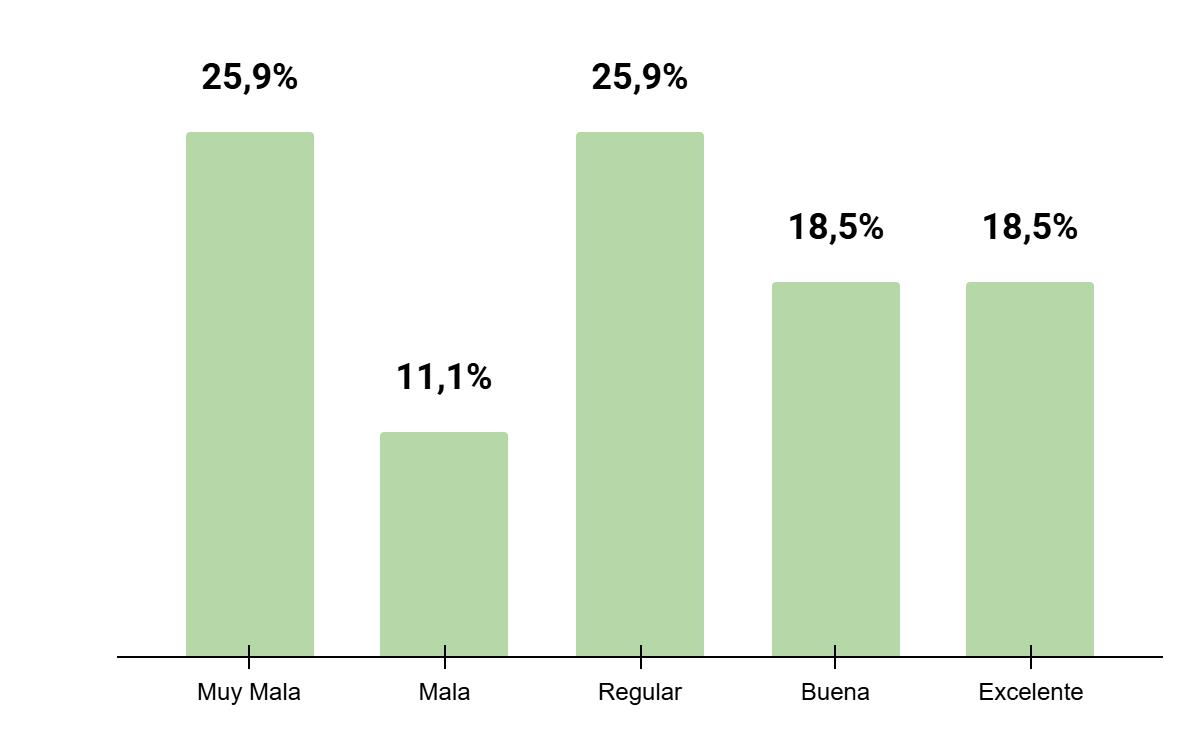 25,9%
25,9%
18,5%
18,5%
11,1%
Muy Mala
Mala
Regular
Buena
Excelente